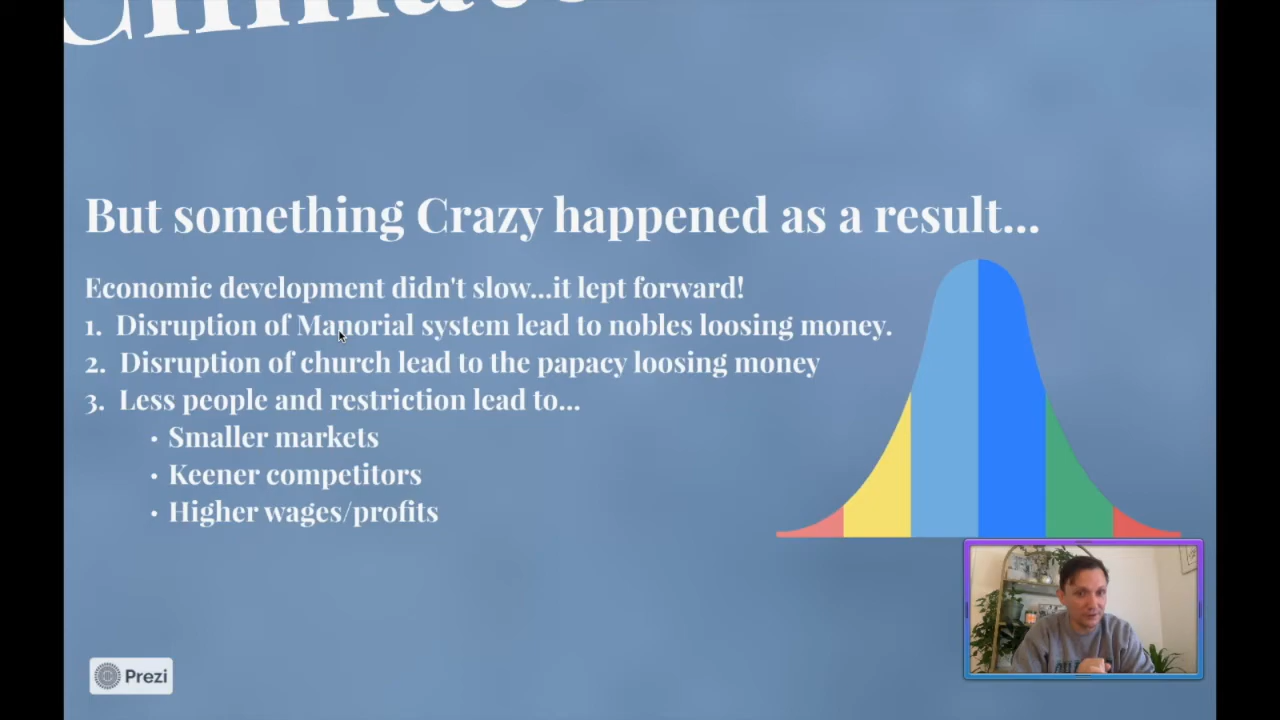 But something Crazy happened as a result...
Economic development didn't slow...it lept forward!
1. Disruption of Manorial system lead to nobles loosing money.
2. Disruption of church lead to the papacy loosing money
3. Less people and restriction lead to...
• Smaller markets
• Keener competitors
• Higher wages/profits
Prezi